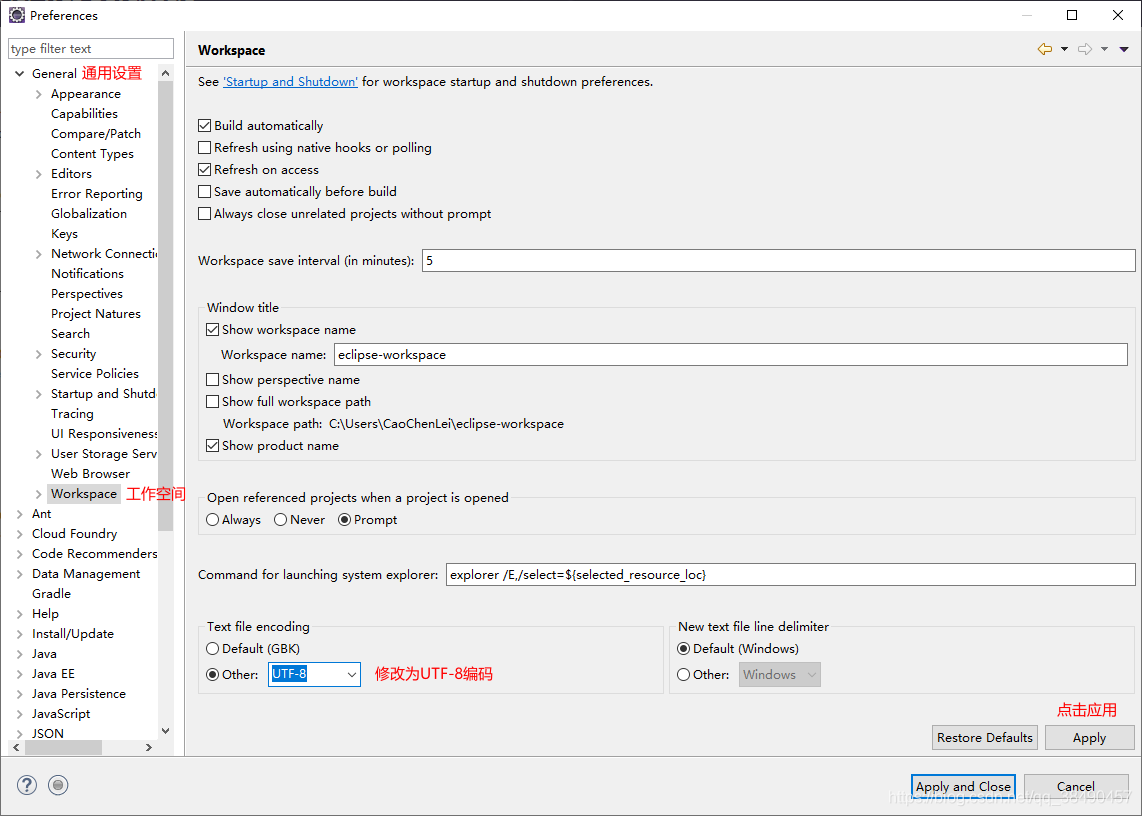 Preferences
type filter text
General 通用设置
Appearance
Capabilities
Compare/Patch
Content Types
Editors
Error Reporting
Globalization
Keys
Network Connecti
Notifications
Perspectives
Project Natures
Search
Security
Service Policies
Startup and Shutd
Tracing
UI Responsiveness
User Storage Serv
Web Browser
Workspace 工作空间
Ant
Cloud Foundry
Code Recommenders
Data Management
Gradle
Help
Install/Update
Java
Java EE
Java Persistence
JavaScript
JSON
Workspace
See 'Startup and Shutdown' for workspace startup and shutdown preferences.
Build automatically
Refresh using native hooks or polling
Refresh on access
Save automatically before build
Always close unrelated projects without prompt
Workspace save interval (in minutes): 5
Window title
Show workspace name
Workspace name: eclipse-workspace
Show perspective name
Show full workspace path
Workspace path: C:\Users\CaoChenLei\eclipse-workspace
Show product name
Open referenced projects when a project is opened
Always Never Prompt
Command for launching system explorer: explorer /E,/select=${selected_resource_loc}
Text file encoding
Default (GBK)
Other: UTF-8 修改为UTF-8编码
New text file line delimiter
Default (Windows)
Other: Windows
点击应用
Restore Defaults Apply
Apply and Close Cancel
https://blog.csdn.net/qq_38490457